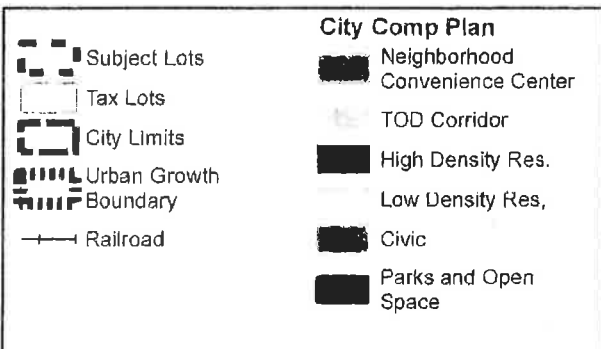 Subject Lots
Tax Lots
City Limits
Urban Growth
Boundary
Railroad
City Comp Plan
Neighborhood
Convenience Center
TOD Corridor
High Density Res.
Low Density Res,
Civic
Parks and Open
Space